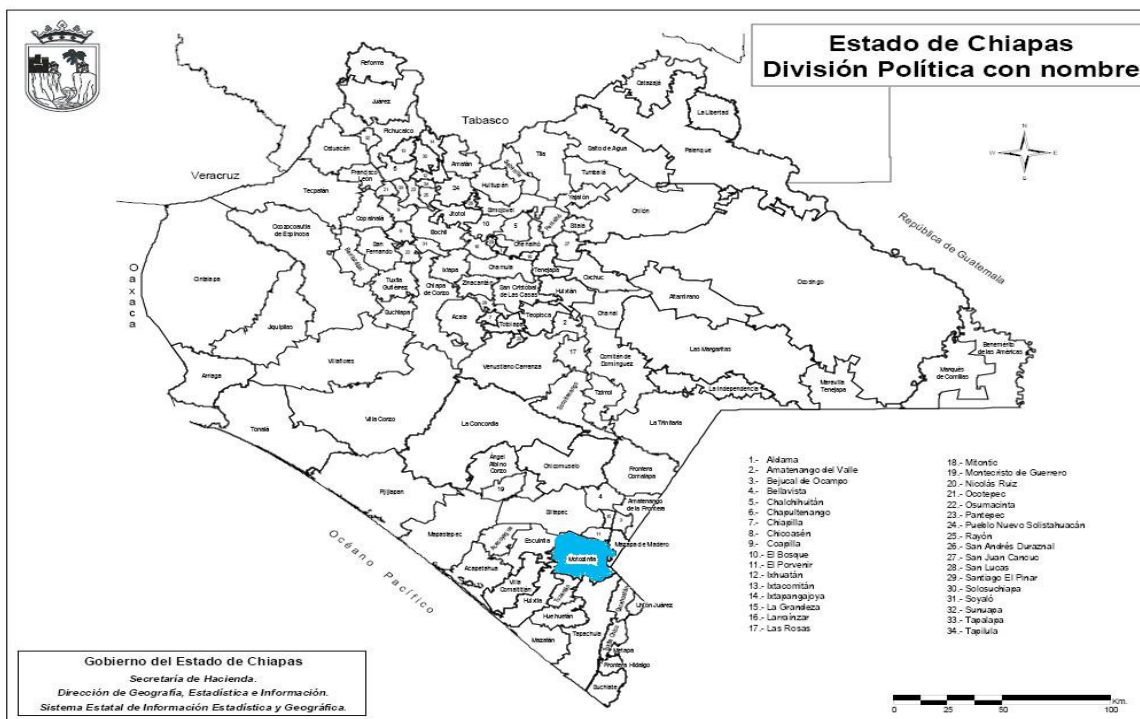 Estado de Chiapas
División Política con nombre
Reforma
Juárez
Catazajá
La Libertad
Tabasco
Pichucalco
Ostuacán
Amatán
Tila
Salto de Agua
Palenque
Tumbalá
Veracruz
Francisco
León
Tecpatán
Huitiupán
Yajalón
Chilón
Simojovel
Jitotol
Copainalá
Ocozocoautla
de Espinosa
Bochil
Sitalá
San
Fernando
Chenalhó
República de Guatemala
Oaxaca
Cintalapa
Ixtapa
Chamula
Tenejapa
Oxchuc
Ocosingo
Tuxtla
Gutiérrez
Chiapa
de Corzo
Zinacantán
San Cristóbal
de Las Casas
Huixtán
Altamirano
Suchiapa
Acala
Totolapa
Teopisca
Chanal
Jiquipilas
Villaflores
Venustiano Carranza
Comitán de
Domínguez
Las Margaritas
Benemérito
de las Américas
Marqués
de Comillas
Maravilla
Tenejapa
La Independencia
Arriaga
Socoltenango
Tzimol
La Trinitaria
Tonalá
Villa Corzo
La Concordia
Ángel
Albino
Corzo
Chicomuselo
Frontera
Comalapa
Pijijiapan
Siltepec
Amatenango
de la Frontera
Mapastepec
Escuintla
Motozintla
Mazapa de Madero
Acapetahua
Villa
Comaltitlán
Huixtla
Huehuetán
Unión Juárez
Mazatán
Tapachula
Metapa
Frontera Hidalgo
Suchiate
Océano Pacífico
1.- Aldama
2.- Amatenango del Valle
3.- Bejucal de Ocampo
4.- Bellavista
5.- Chalchihuitán
6.- Chapultenango
7.- Chiapilla
8.- Chicoasén
9.- Coapilla
10.- El Bosque
11.- El Porvenir
12.- Ixhuatán
13.- Ixtacomitán
14.- Ixtapangajoya
15.- La Grandeza
16.- Larraínzar
17.- Las Rosas
18.- Mitontic
19.- Montecristo de Guerrero
20.- Nicolás Ruiz
21.- Ocotepec
22.- Osumacinta
23.- Pantepec
24.- Pueblo Nuevo Solistahuacán
25.- Rayón
26.- San Andrés Duraznal
27.- San Juan Cancuc
28.- San Lucas
29.- Santiago El Pinar
30.- Solosuchiapa
31.- Soyaló
32.- Sunuapa
33.- Tapalapa
34.- Tapilula
Gobierno del Estado de Chiapas
Secretaría de Hacienda.
Dirección de Geografía, Estadística e Información.
Sistema Estatal de Información Estadística y Geográfica.
0 25 50 100 Km.